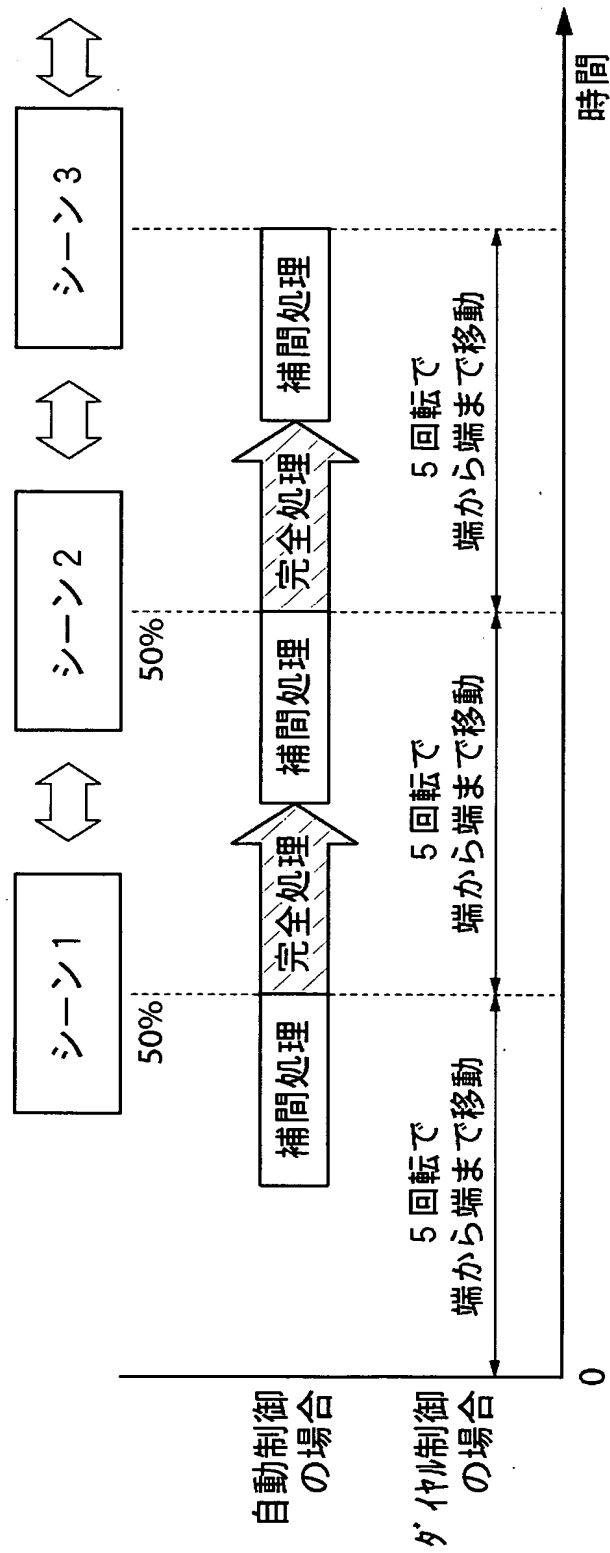 シーン1
シーン2
シーン3
50%
50%
自動制御
の場合
補間処理
完全処理
補間処理
完全処理
補間処理
ダイヤル制御
の場合
5回転で
端から端まで移動
5回転で
端から端まで移動
5回転で
端から端まで移動
0
時間